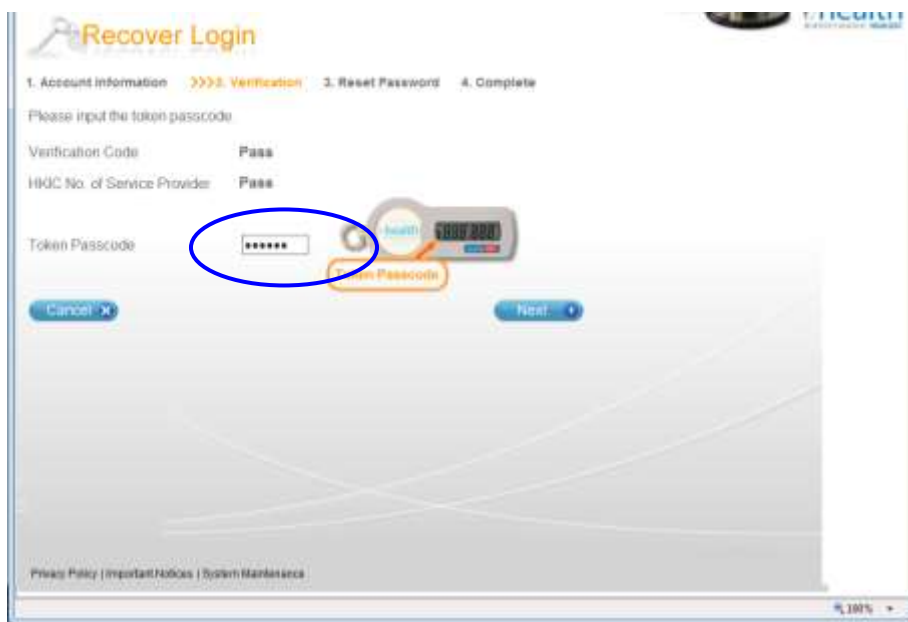 Recover Login
1. Account Information >>>2. Verification 3. Reset Password 4. Complete
Please input the token passcode.
Verification Code Pass
HKIC No. of Service Provider Pass
Token Passcode ••••••
health
Token Passcode
Cancel Next
Privacy Policy | Important Notices | System Maintenance
100%